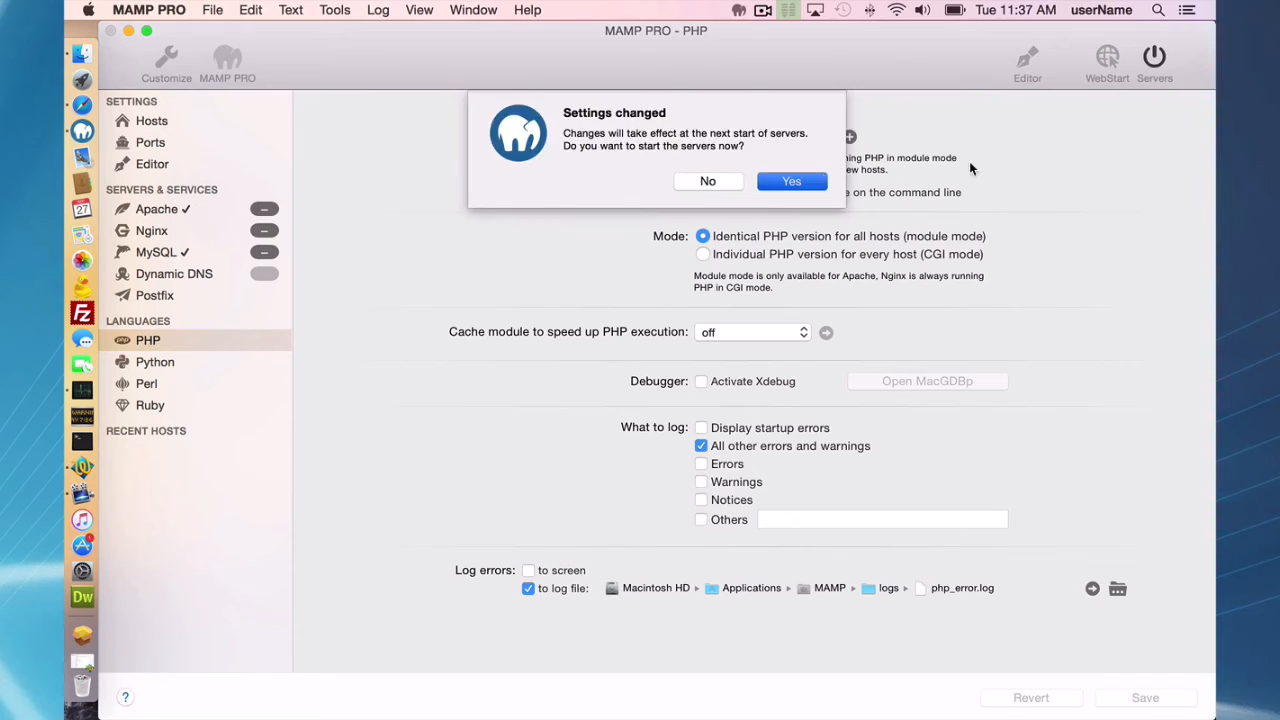 MAMP PRO File Edit Text Tools Log View Window Help
Tue 11:37 AM userName
MAMP PRO - PHP
Customize MAMP PRO Editor WebStart Servers
SETTINGS
Hosts
Ports
Editor
SERVERS & SERVICES
Apache ✓
Nginx
MySQL ✓
Dynamic DNS
Postfix
LANGUAGES
PHP
Python
Perl
Ruby
RECENT HOSTS
Settings changed
Changes will take effect at the next start of servers.
Do you want to start the servers now?
No Yes
PHP in module mode
hosts.
on the command line
Mode: Identical PHP version for all hosts (module mode)
Individual PHP version for every host (CGI mode)
Module mode is only available for Apache, Nginx is always running
PHP in CGI mode.
Cache module to speed up PHP execution: off
Debugger: Activate Xdebug Open MacGDBp
What to log: Display startup errors
All other errors and warnings
Errors
Warnings
Notices
Others
Log errors: to screen
to log file: Macintosh HD ▸ Applications ▸ MAMP ▸ logs ▸ php_error.log
? Revert Save
27
Fz
1
Dw